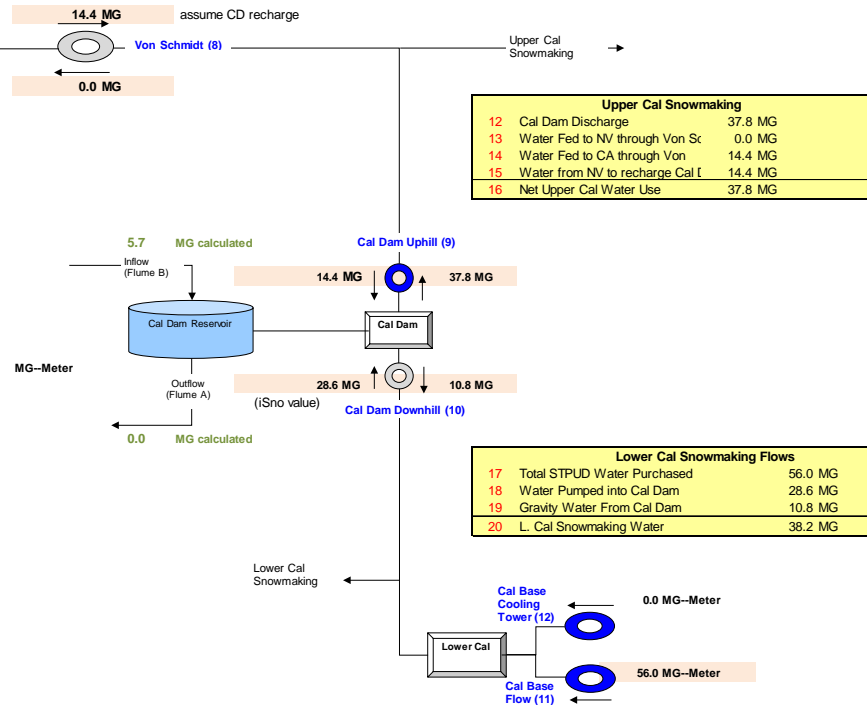 14.4 MG assume CD recharge
Von Schmidt (8)
0.0 MG
Upper Cal
Snowmaking
Upper Cal Snowmaking
12 Cal Dam Discharge 37.8 MG
13 Water Fed to NV through Von Sc 0.0 MG
14 Water Fed to CA through Von 14.4 MG
15 Water from NV to recharge Cal D 14.4 MG
16 Net Upper Cal Water Use 37.8 MG
5.7 MG calculated
Inflow
(Flume B)
Cal Dam Uphill (9)
14.4 MG 37.8 MG
Cal Dam Reservoir
Cal Dam
MG--Meter
Outflow
(Flume A)
28.6 MG 10.8 MG
(iSno value)
Cal Dam Downhill (10)
0.0 MG calculated
Lower Cal Snowmaking Flows
17 Total STPUD Water Purchased 56.0 MG
18 Water Pumped into Cal Dam 28.6 MG
19 Gravity Water From Cal Dam 10.8 MG
20 L. Cal Snowmaking Water 38.2 MG
Lower Cal
Snowmaking
Cal Base
Cooling
Tower (12)
0.0 MG--Meter
Lower Cal
56.0 MG--Meter
Cal Base
Flow (11)